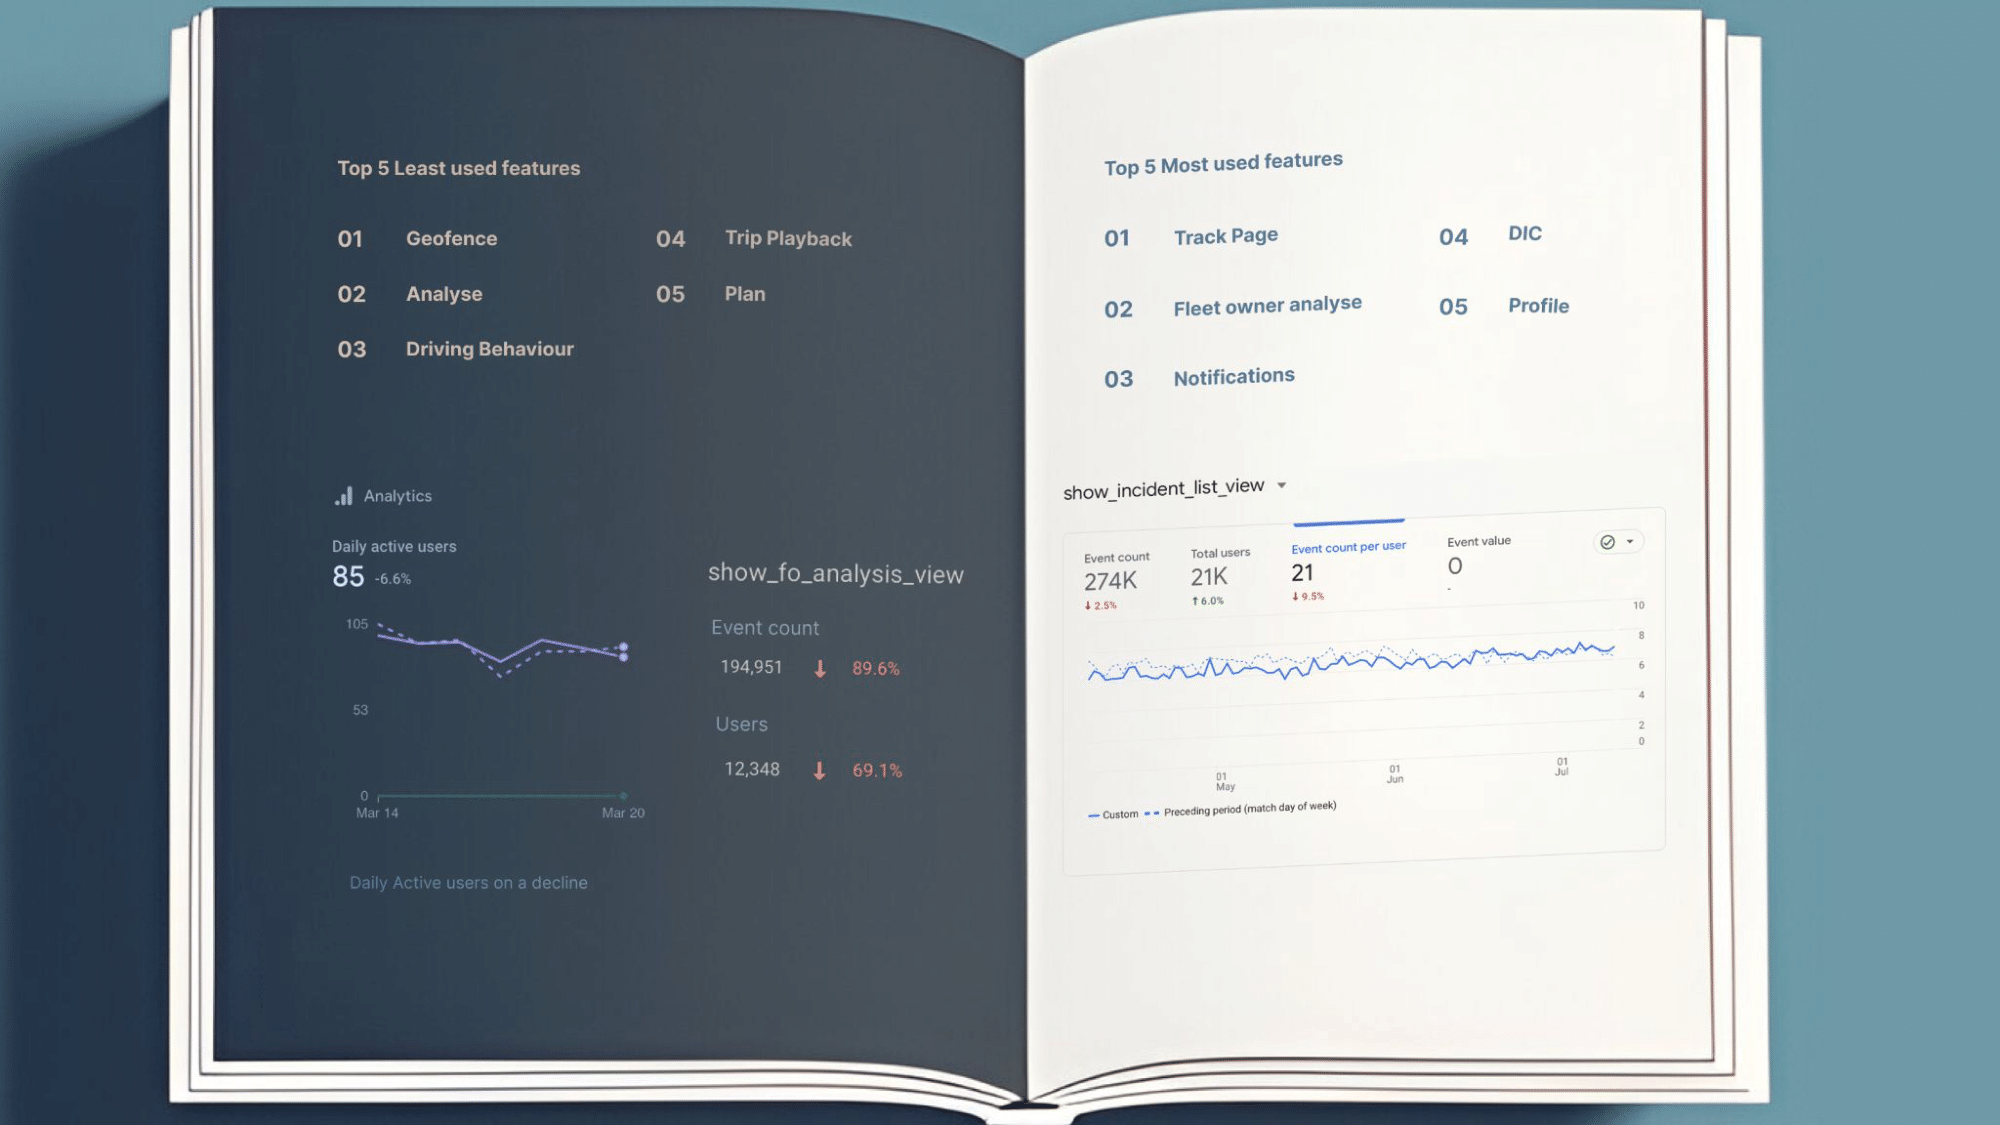 Top 5 Least used features
01 Geofence
02 Analyse
03 Driving Behaviour
04 Trip Playback
05 Plan
Analytics
Daily active users
85 -6.6%
105
53
0
Mar 14 Mar 20
Daily Active users on a decline
show_fo_analysis_view
Event count
194,951 ↓ 89.6%
Users
12,348 ↓ 69.1%
Top 5 Most used features
01 Track Page
02 Fleet owner analyse
03 Notifications
04 DIC
05 Profile
show_incident_list_view
Event count
274K
↓ 2.5%
Total users
21K
↑ 6.0%
Event count per user
21
↓ 9.5%
Event value
0
-
10
8
6
4
2
0
01 May
01 Jun
01 Jul
Custom Preceding period (match day of week)